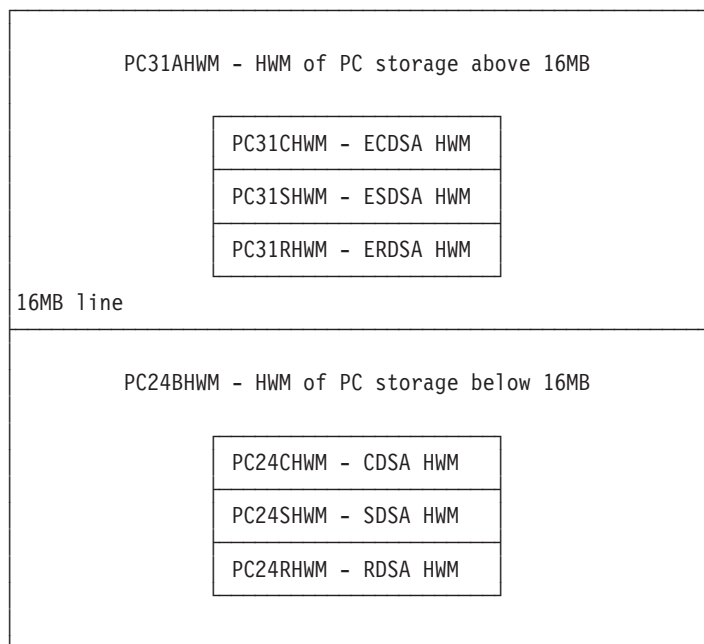 PC31AHWM - HWM of PC storage above 16MB
PC31CHWM - ECDSA HWM
PC31SHWM - ESDSA HWM
PC31RHWM - ERDSA HWM
16MB line
PC24BHWM - HWM of PC storage below 16MB
PC24CHWM - CDSA HWM
PC24SHWM - SDSA HWM
PC24RHWM - RDSA HWM